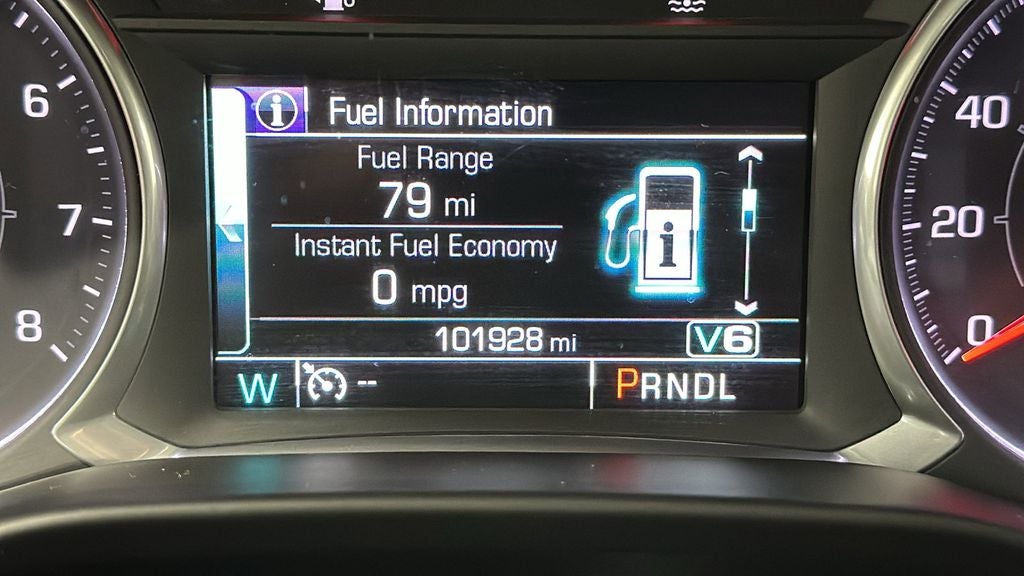 i Fuel Information
Fuel Range
79 mi
Instant Fuel Economy
0 mpg
i
101928 mi
V6
W
--
PRNDL
6
7
8
40
20
0